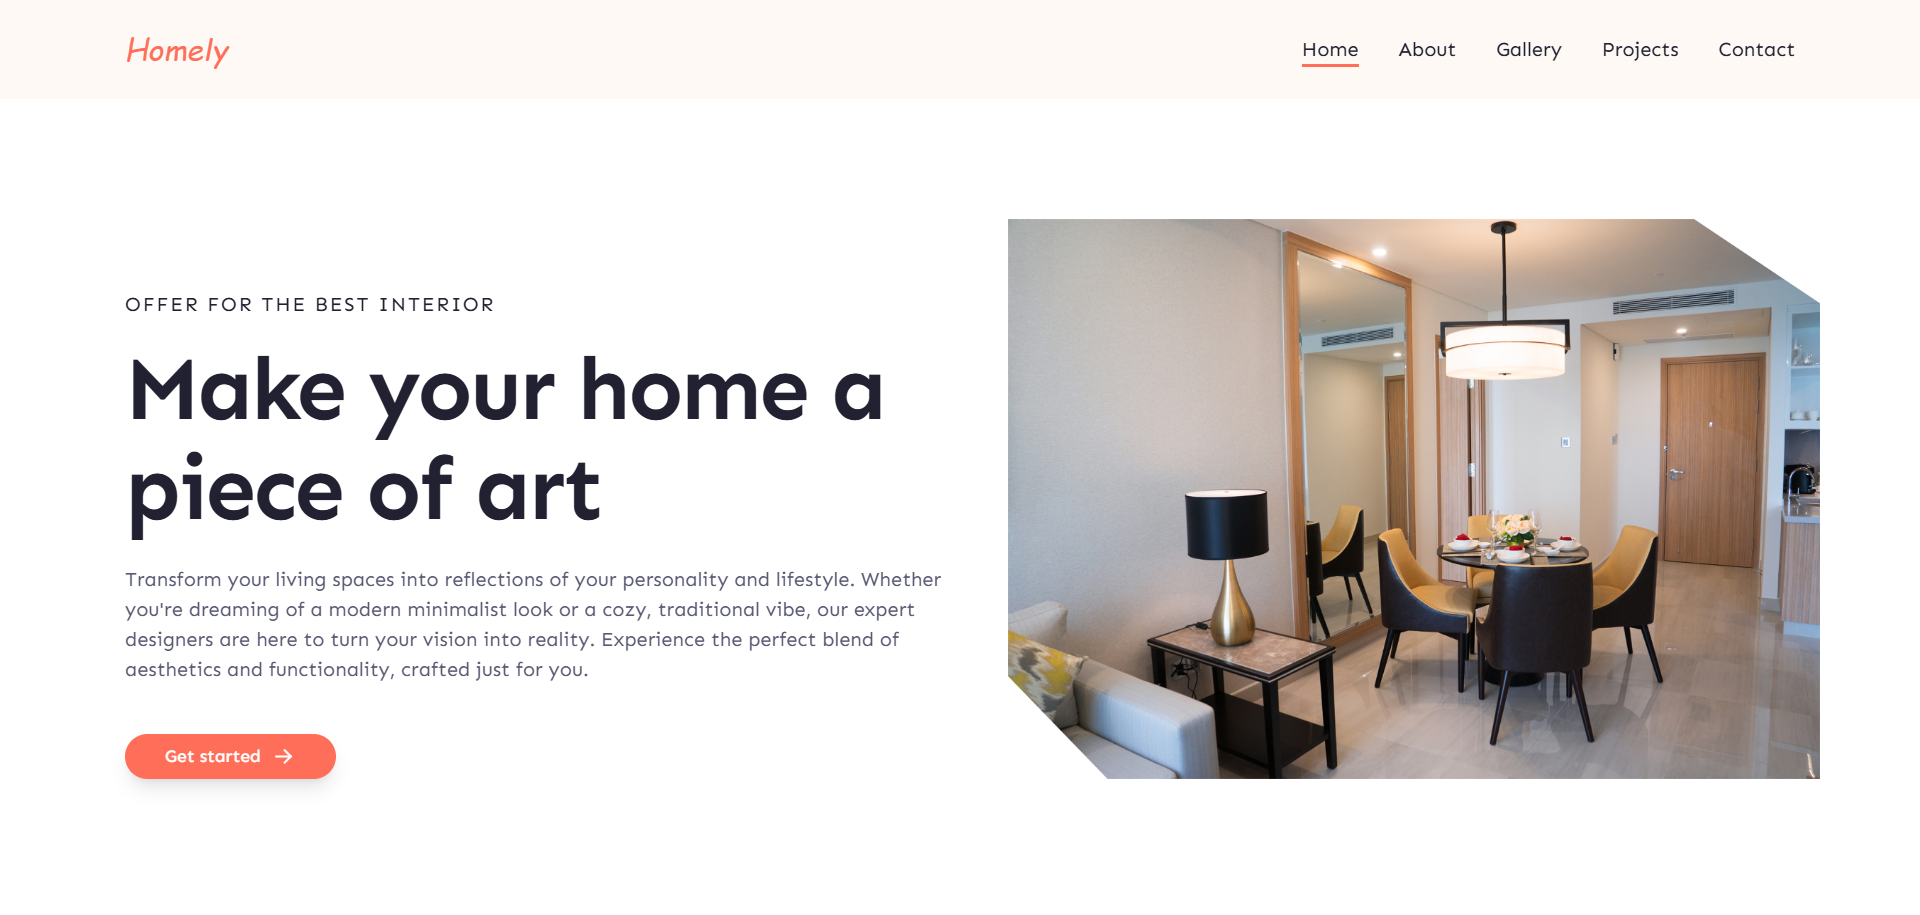 Homely
Home About Gallery Projects Contact
OFFER FOR THE BEST INTERIOR
Make your home a
piece of art
Transform your living spaces into reflections of your personality and lifestyle. Whether
you're dreaming of a modern minimalist look or a cozy, traditional vibe, our expert
designers are here to turn your vision into reality. Experience the perfect blend of
aesthetics and functionality, crafted just for you.
Get started